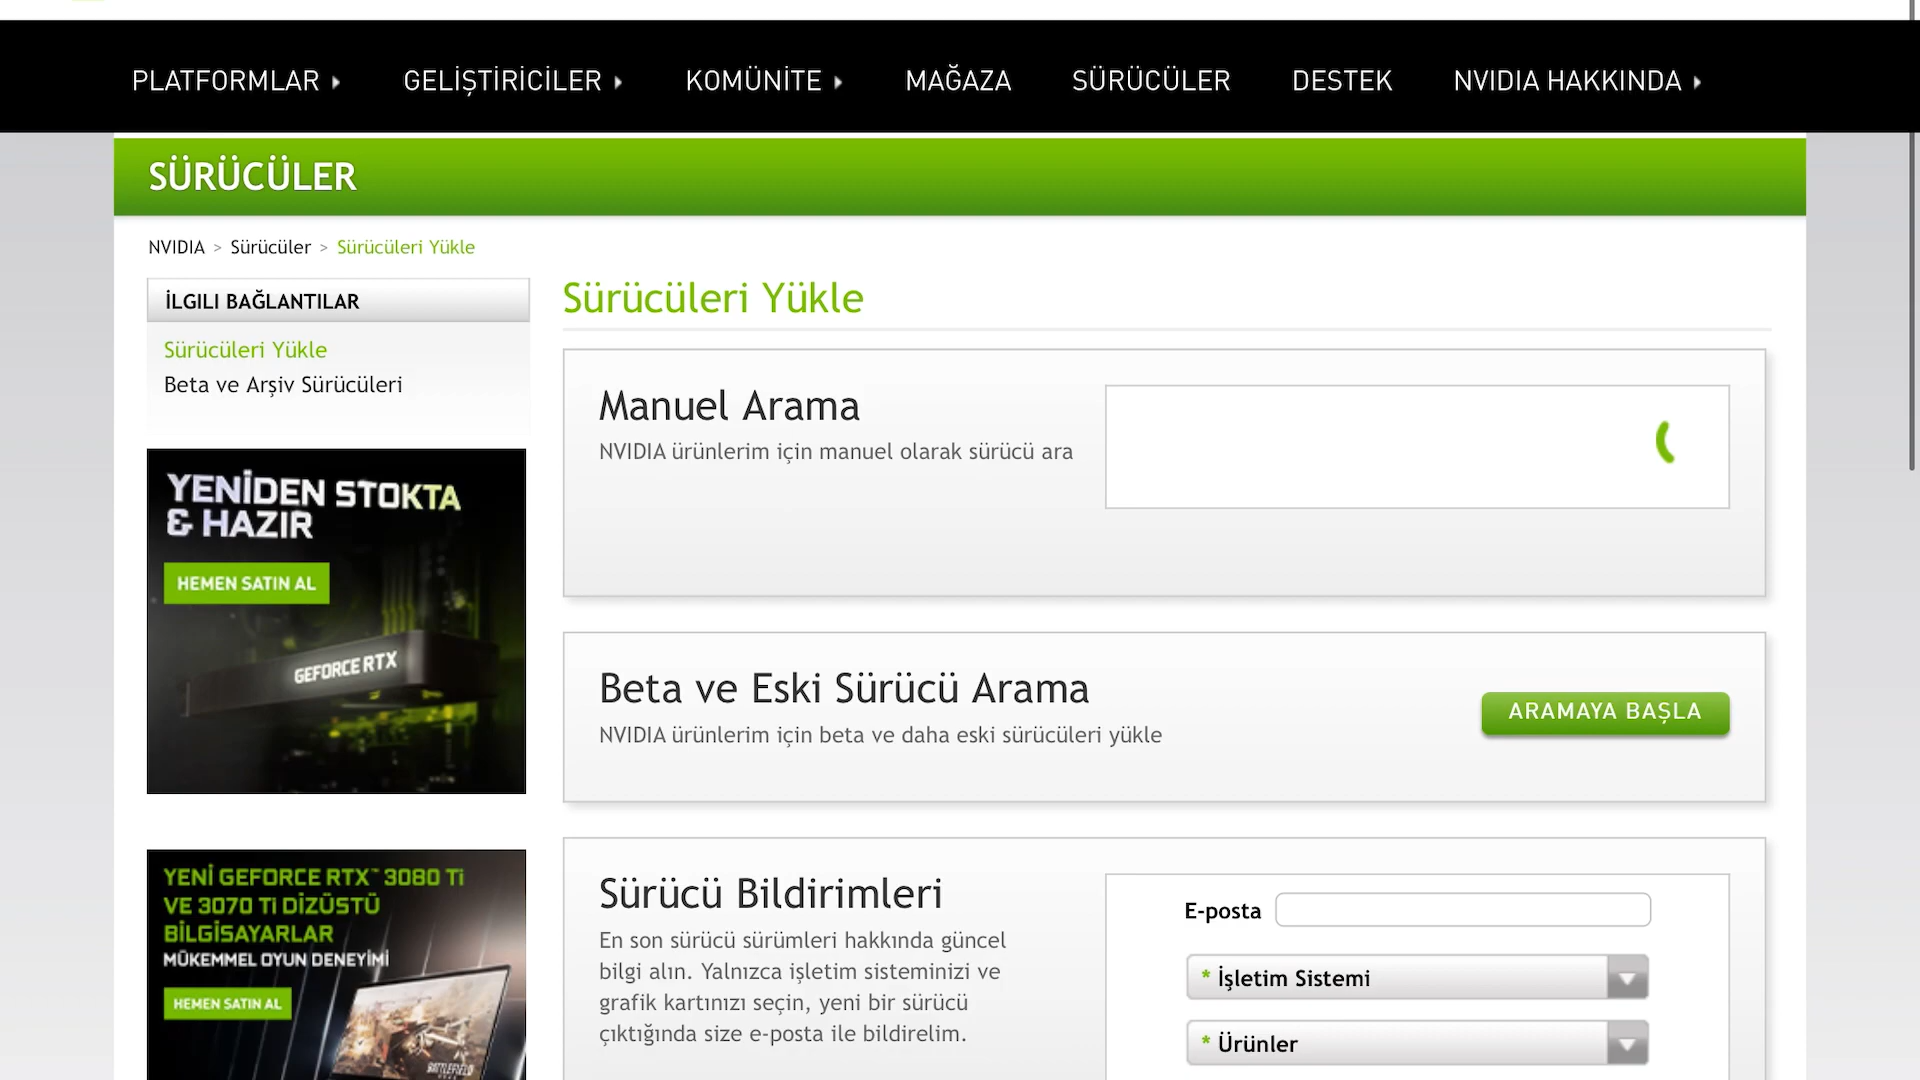 PLATFORMLAR
GELİŞTİRİCİLER
KOMÜNİTE
MAĞAZA
SÜRÜCÜLER
DESTEK
NVIDIA HAKKINDA
SÜRÜCÜLER
NVIDIA > Sürücüler > Sürücüleri Yükle
İLGILI BAĞLANTILAR
Sürücüleri Yükle
Beta ve Arşiv Sürücüleri
YENİDEN STOKTA
& HAZIR
HEMEN SATIN AL
GEFORCE RTX
YENİ GEFORCE RTX™ 3080 Ti
VE 3070 Ti DİZÜSTÜ
BİLGİSAYARLAR
MÜKEMMEL OYUN DENEYİMİ
HEMEN SATIN AL
BATTLEFIELD
Sürücüleri Yükle
Manuel Arama
NVIDIA ürünlerim için manuel olarak sürücü ara
Beta ve Eski Sürücü Arama
NVIDIA ürünlerim için beta ve daha eski sürücüleri yükle
ARAMAYA BAŞLA
Sürücü Bildirimleri
En son sürücü sürümleri hakkında güncel
bilgi alın. Yalnızca işletim sisteminizi ve
grafik kartınızı seçin, yeni bir sürücü
çıktığında size e-posta ile bildirelim.
E-posta
* İşletim Sistemi
* Ürünler